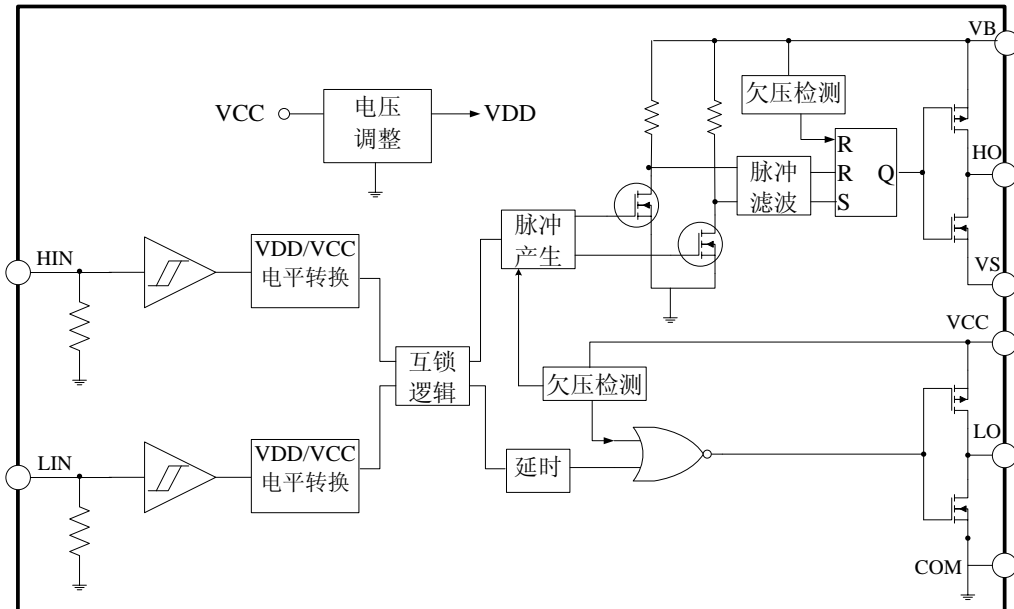 VB
欠压检测
VCC
电压
调整
VDD
R
R
S
Q
HO
脉冲
滤波
脉冲
产生
HIN
VDD/VCC
电平转换
VS
VCC
互锁
逻辑
欠压检测
LIN
VDD/VCC
电平转换
延时
LO
COM